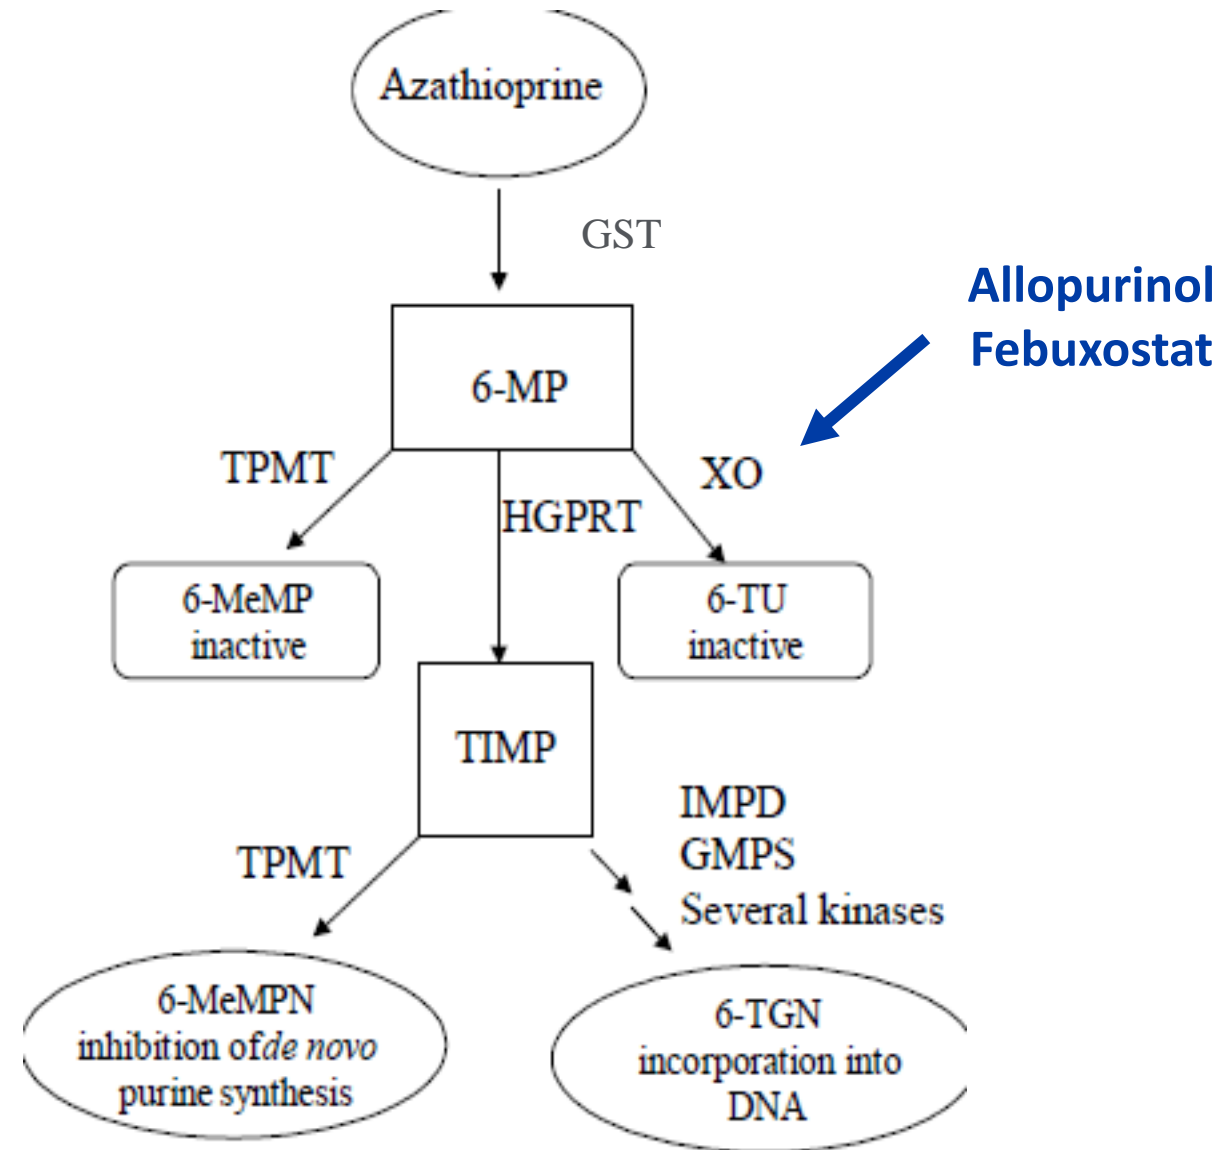 Azathioprine
GST
Allopurinol
Febuxostat
6-MP
TPMT
XO
HGPRT
6-MeMP
inactive
6-TU
inactive
TIMP
IMPD
GMPS
Several kinases
TPMT
6-MeMPN
inhibition of de novo
purine synthesis
6-TGN
incorporation into
DNA